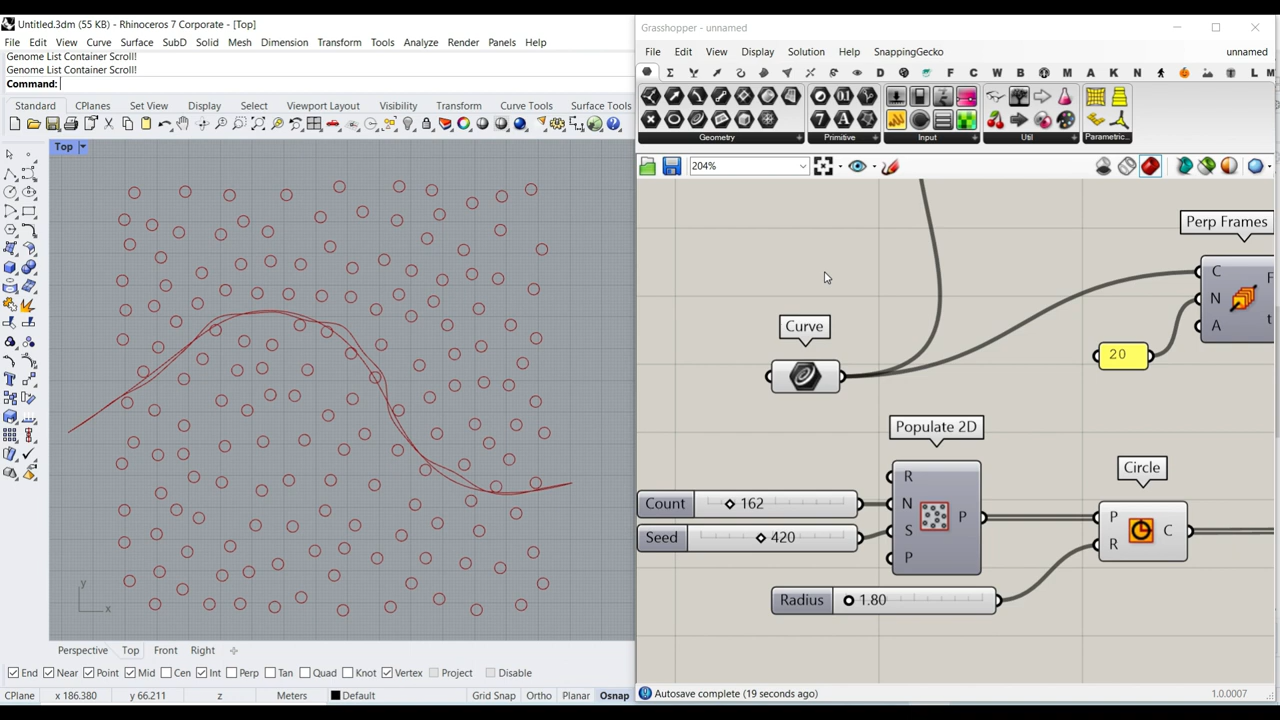 Untitled.3dm (55 KB) - Rhinoceros 7 Corporate - [Top]
File Edit View Curve Surface SubD Solid Mesh Dimension Transform Tools Analyze Render Panels Help
Genome List Container Scroll!
Genome List Container Scroll!
Command:
Standard CPlanes Set View Display Select Viewport Layout Visibility Transform Curve Tools Surface Tools
Top
y
x
Perspective Top Front Right
End Near Point Mid Cen Int Perp Tan Quad Knot Vertex Project Disable
CPlane x 186.380 y 66.211 z Meters Default Grid Snap Ortho Planar Osnap
Grasshopper - unnamed
File Edit View Display Solution Help SnappingGecko unnamed
D F C W B M A K N L M
Geometry Primitive Input Util Parametric...
204%
Perp Frames
C
N
A
F
t
Curve
20
Populate 2D
R
N
S
P
P
Count 162
Seed 420
Radius 1.80
Circle
P
R
C
Autosave complete (19 seconds ago) 1.0.0007